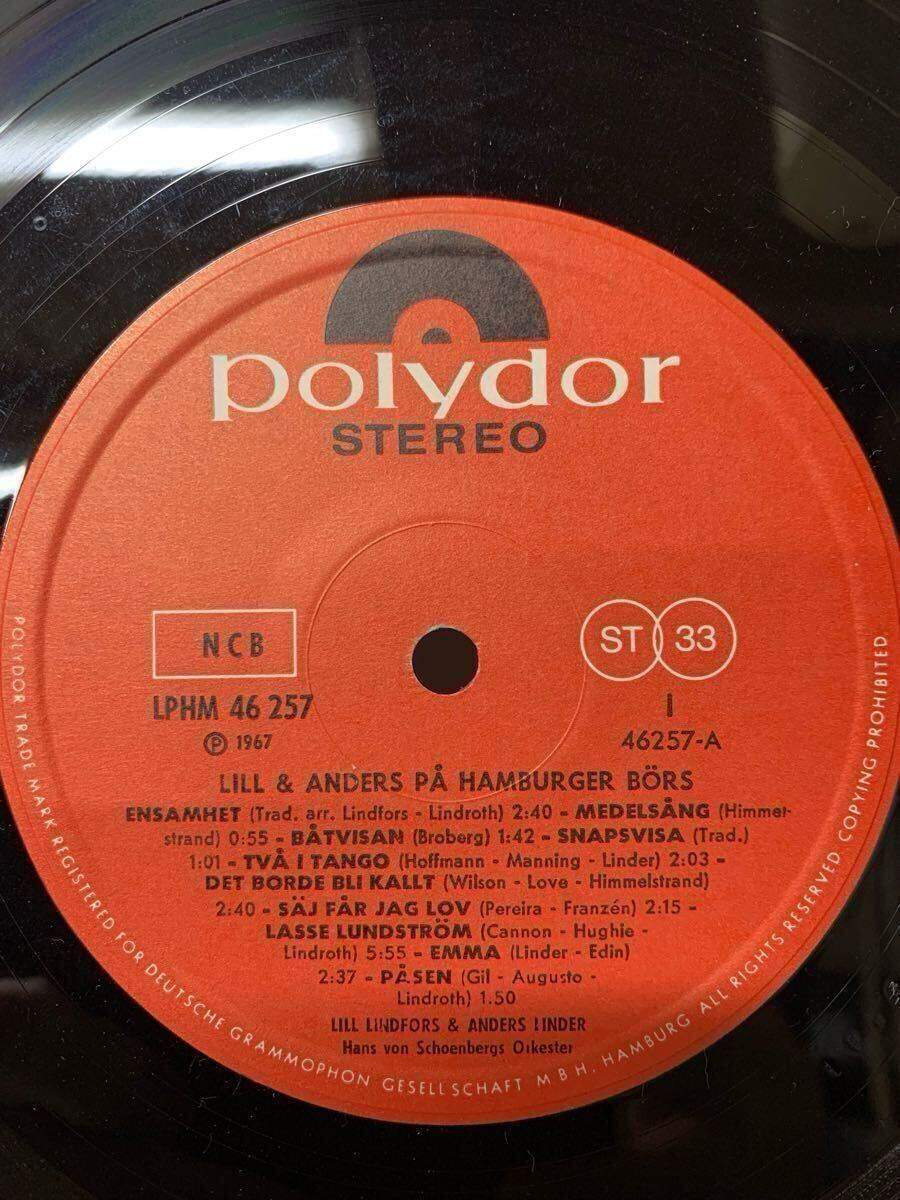 polydor
STEREO
NCB
ST 33
LPHM 46 257
I
Ⓟ 1967
46257-A
LILL & ANDERS PÅ HAMBURGER BÖRS
ENSAMHET (Trad. arr. Lindfors - Lindroth) 2:40 - MEDELSÅNG (Himmel-
strand) 0:55 - BÅTVISAN (Broberg) 1:42 - SNAPSVISA (Trad.)
1:01 - TVÅ I TANGO (Hoffmann - Manning - Linder) 2:03 -
DET BORDE BLI KALLT (Wilson - Love - Himmelstrand)
2:40 - SÄJ FÅR JAG LOV (Pereira - Franzén) 2:15 -
LASSE LUNDSTRÖM (Cannon - Hughie -
Lindroth) 5:55 - EMMA (Linder - Edin)
2:37 - PÅSEN (Gil - Augusto -
Lindroth) 1.50
LILL LINDFORS & ANDERS LINDER
Hans von Schoenbergs Orkester
POLYDOR TRADE MARK REGISTERED FOR DEUTSCHE GRAMMOPHON GESELLSCHAFT M B H. HAMBURG ALL RIGHTS RESERVED COPYING PROHIBITED